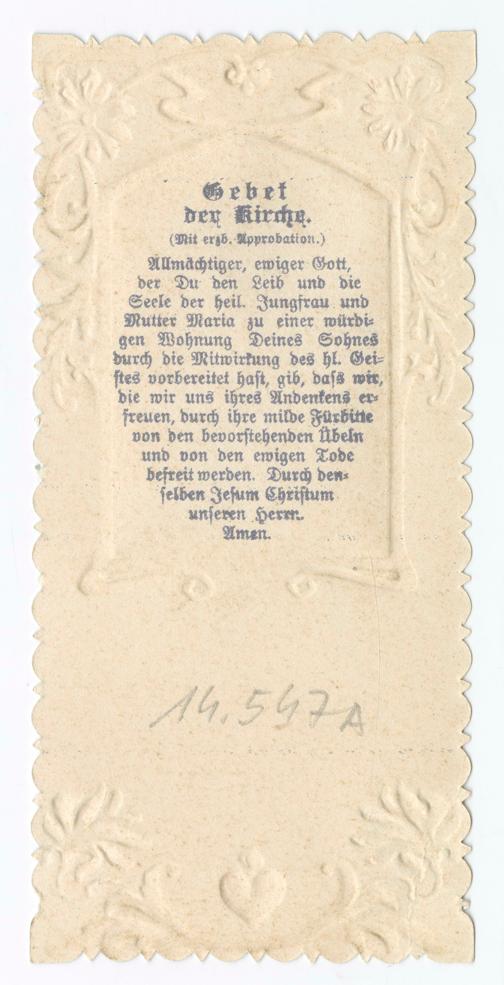 Gebet
der Kirche.
(Mit erzb. Approbation.)
Allmächtiger, ewiger Gott,
der Du den Leib und die
Seele der heil. Jungfrau und
Mutter Maria zu einer würdi-
gen Wohnung Deines Sohnes
durch die Mitwirkung des hl. Gei-
stes vorbereitet hast, gib, dass wir,
die wir uns ihres Andenkens er-
freuen, durch ihre milde Fürbitte
von den bevorstehenden Übeln
und von den ewigen Tode
befreit werden. Durch den-
selben Jesum Christum
unseren Herrn.
Amen.
14.547A